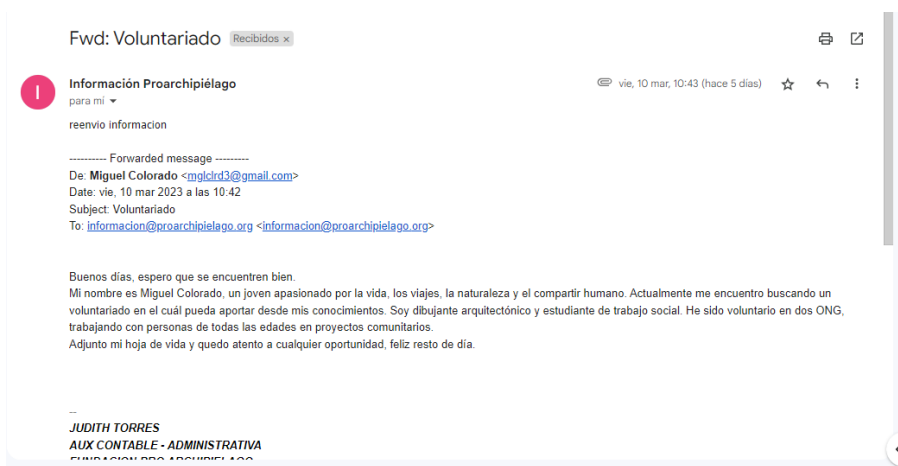 Fwd: Voluntariado Recibidos ×
I
Información Proarchipiélago
vie, 10 mar, 10:43 (hace 5 días)
para mí
reenvio informacion
---------- Forwarded message ---------
De: Miguel Colorado <mglclrd3@gmail.com>
Date: vie, 10 mar 2023 a las 10:42
Subject: Voluntariado
To: informacion@proarchipielago.org <informacion@proarchipielago.org>
Buenos días, espero que se encuentren bien.
Mi nombre es Miguel Colorado, un joven apasionado por la vida, los viajes, la naturaleza y el compartir humano. Actualmente me encuentro buscando un
voluntariado en el cuál pueda aportar desde mis conocimientos. Soy dibujante arquitectónico y estudiante de trabajo social. He sido voluntario en dos ONG,
trabajando con personas de todas las edades en proyectos comunitarios.
Adjunto mi hoja de vida y quedo atento a cualquier oportunidad, feliz resto de día.
--
JUDITH TORRES
AUX CONTABLE - ADMINISTRATIVA
FUNDACION PRO ARCHIPIELAGO